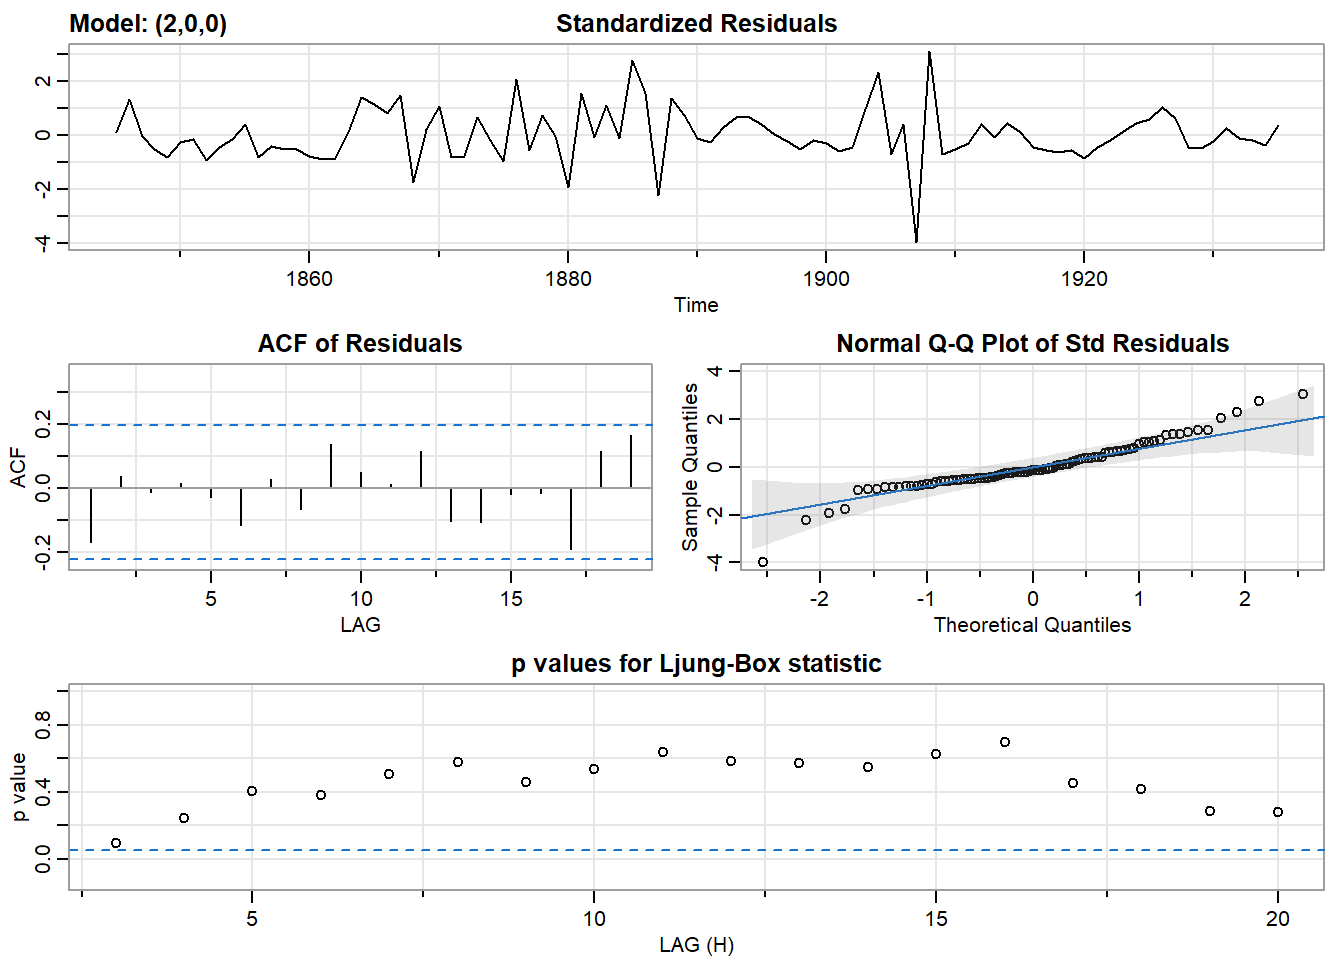 Model: (2,0,0) Standardized Residuals
2
0
-2
-4
1860 1880 1900 1920
Time
ACF of Residuals
ACF
0.2
0.0
-0.2
5 10 15
LAG
Normal Q-Q Plot of Std Residuals
Sample Quantiles
4
2
0
-2
-4
-2 -1 0 1 2
Theoretical Quantiles
p values for Ljung-Box statistic
p value
0.8
0.4
0.0
5 10 15 20
LAG (H)